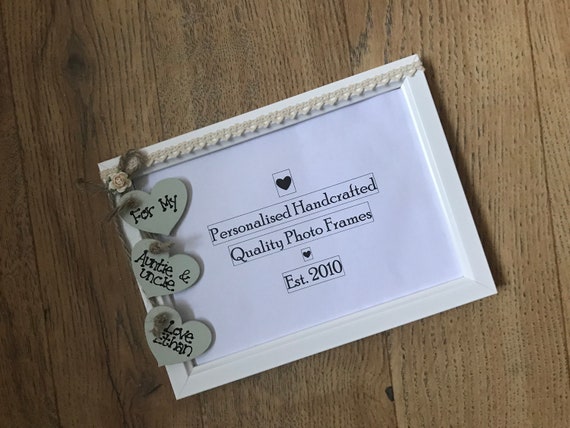 For My
Auntie &
uncle
Love
Ethan
Personalised Handcrafted
Quality Photo Frames
Est. 2010